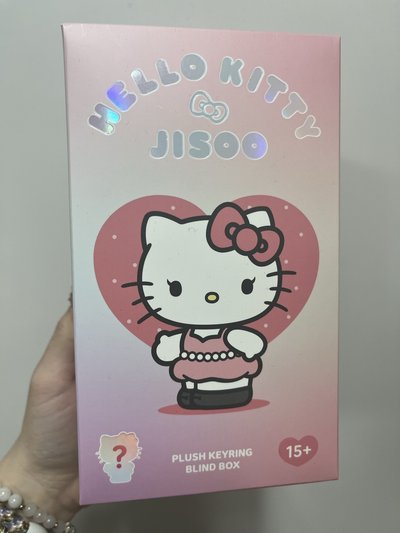 HELLO KITTY
JISOO
?
PLUSH KEYRING
BLIND BOX
15+